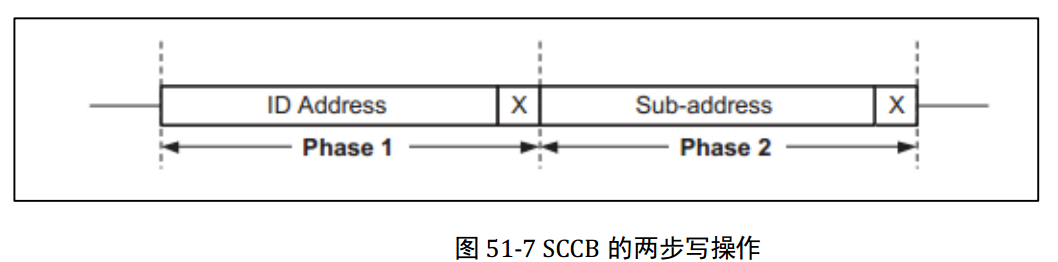 ID Address X Sub-address X
Phase 1 Phase 2
图 51-7 SCCB 的两步写操作